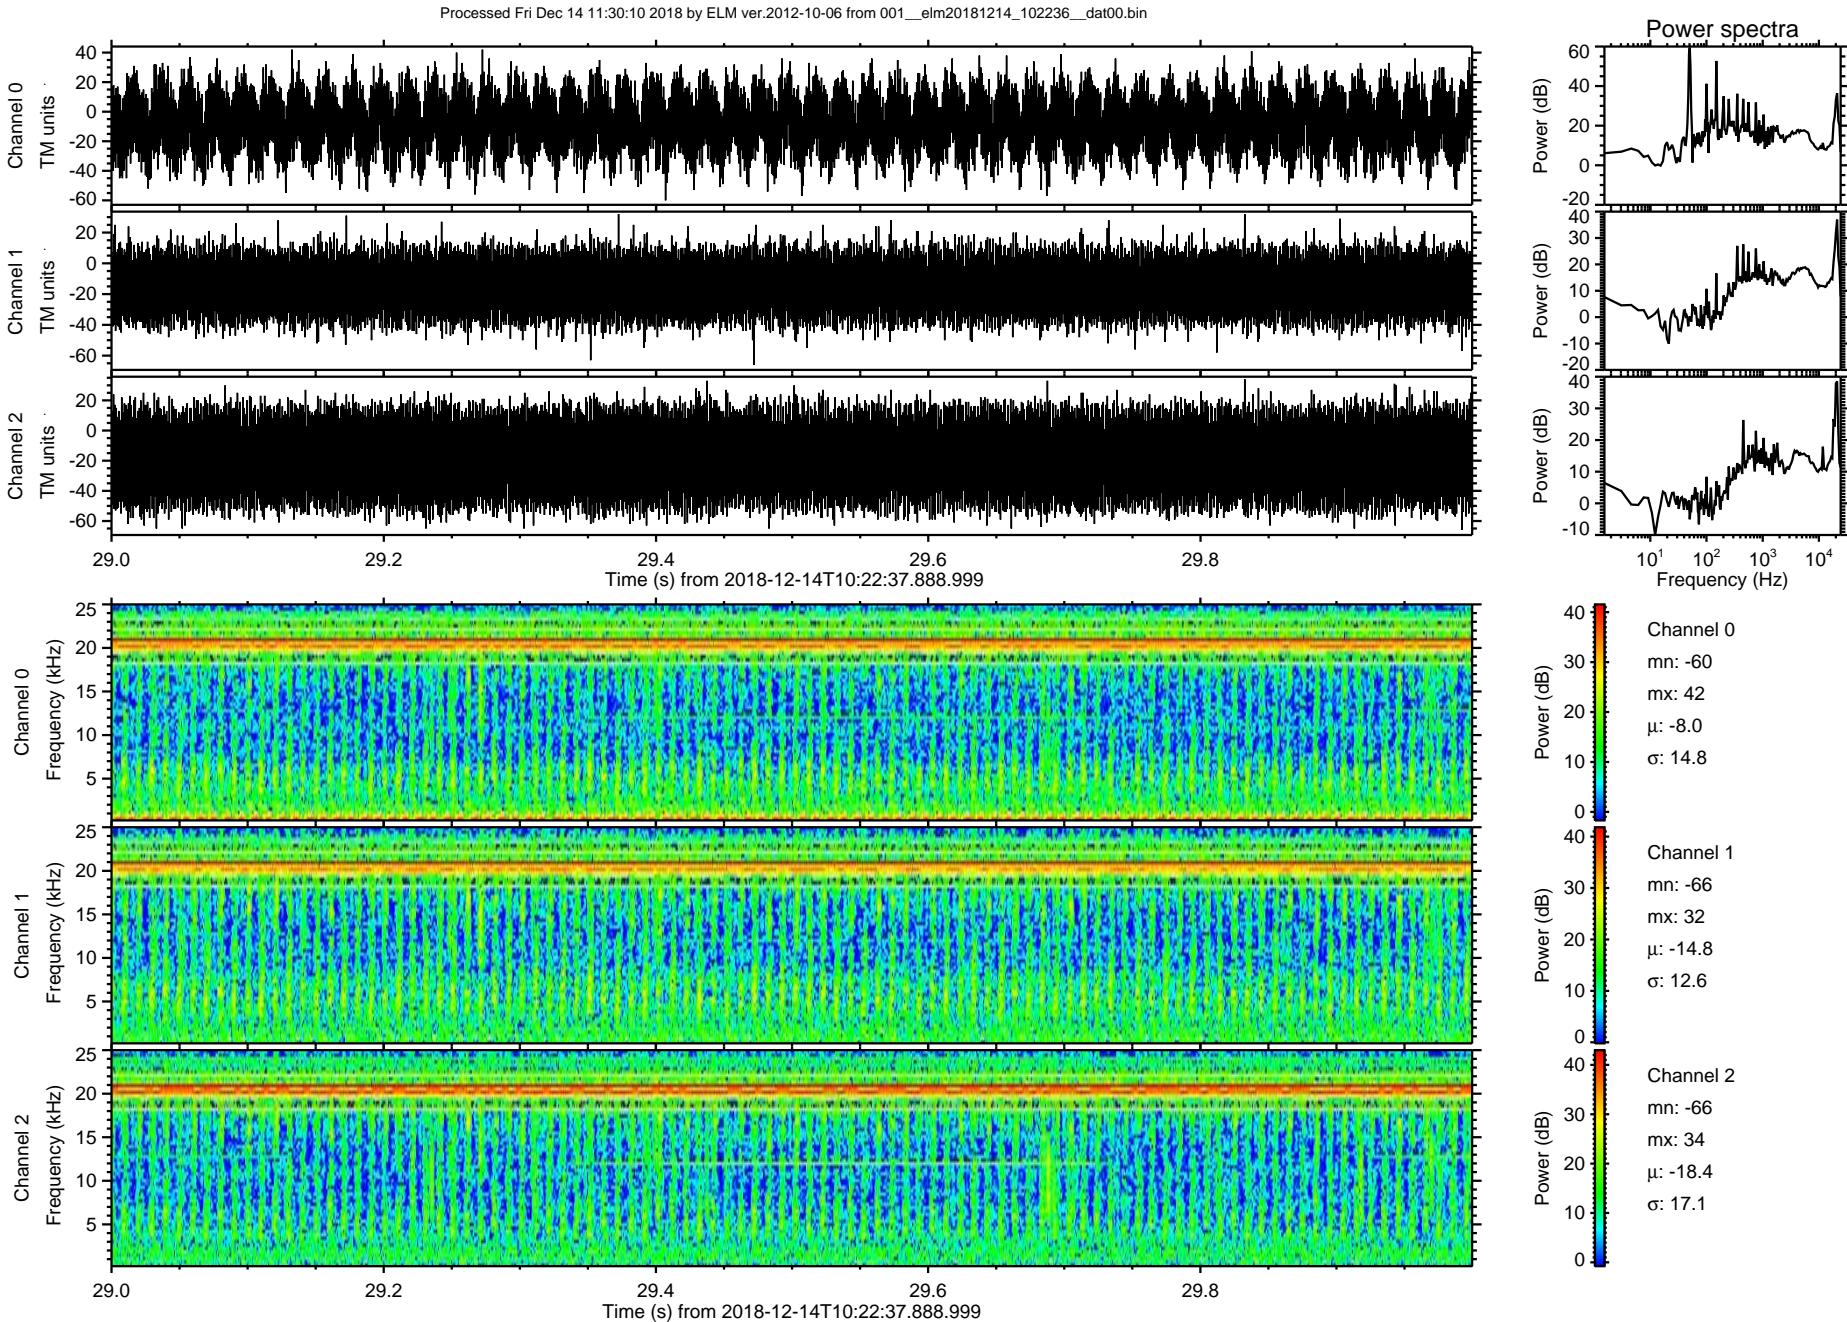 Processed Fri Dec 14 11:30:10 2018 by ELM ver.2012-10-06 from 001__elm20181214_102236__dat00.bin
Power spectra
Channel 0
TM units
40
20
0
-20
-40
-60
Power (dB)
60
40
20
0
-20
Channel 1
TM units
20
0
-20
-40
-60
Power (dB)
40
30
20
10
0
-10
-20
Channel 2
TM units
20
0
-20
-40
-60
Power (dB)
40
30
20
10
0
-10
29.0 29.2 29.4 29.6 29.8
Time (s) from 2018-12-14T10:22:37.888.999
10^1 10^2 10^3 10^4
Frequency (Hz)
Channel 0
Frequency (kHz)
25
20
15
10
5
Power (dB)
40
30
20
10
0
Channel 0
mn: -60
mx: 42
μ: -8.0
σ: 14.8
Channel 1
Frequency (kHz)
25
20
15
10
5
Power (dB)
40
30
20
10
0
Channel 1
mn: -66
mx: 32
μ: -14.8
σ: 12.6
Channel 2
Frequency (kHz)
25
20
15
10
5
Power (dB)
40
30
20
10
0
Channel 2
mn: -66
mx: 34
μ: -18.4
σ: 17.1
29.0 29.2 29.4 29.6 29.8
Time (s) from 2018-12-14T10:22:37.888.999